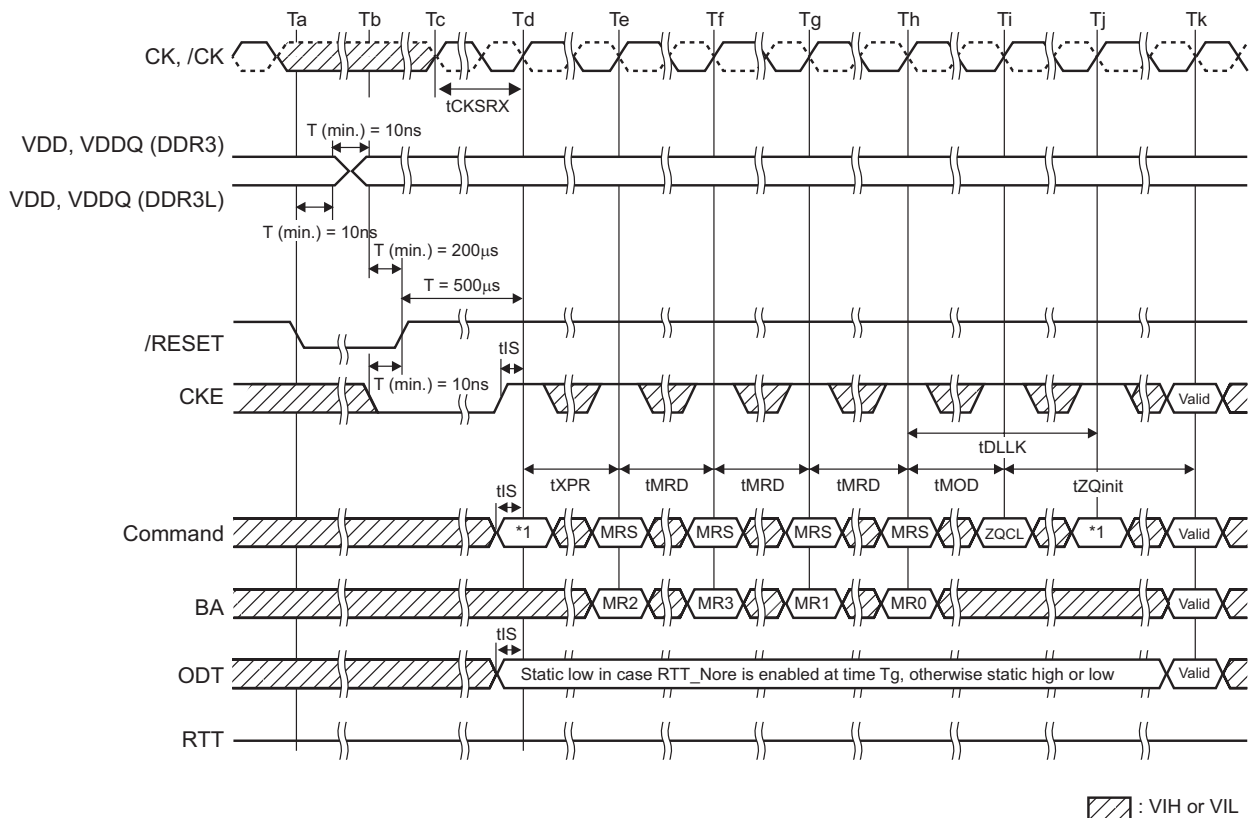 Ta Tb Tc Td Te Tf Tg Th Ti Tj Tk
CK, /CK
tCKSRX
T (min.) = 10ns
VDD, VDDQ (DDR3)
VDD, VDDQ (DDR3L)
T (min.) = 10ns
T (min.) = 200μs
T = 500μs
/RESET
tIS
T (min.) = 10ns
CKE
Valid
tDLLK
tXPR tMRD tMRD tMRD tMOD tZQinit
tIS
Command
*1 MRS MRS MRS MRS ZQCL *1 Valid
BA
MR2 MR3 MR1 MR0 Valid
tIS
ODT
Static low in case RTT_Nore is enabled at time Tg, otherwise static high or low
Valid
RTT
: VIH or VIL